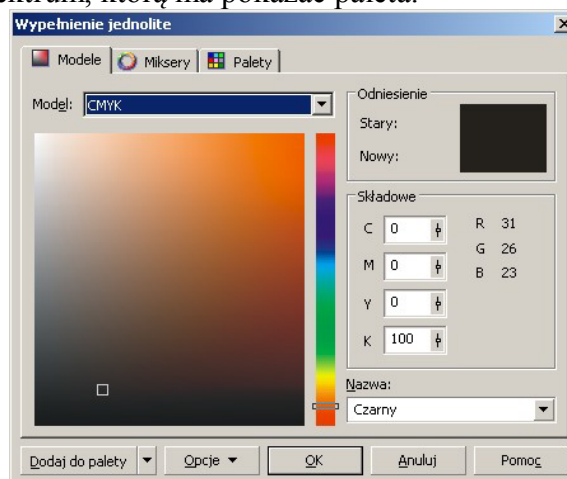 ektrum, którą ma pokazać paleta.
Wypełnienie jednolite
Modele Miksery Palety
Model: CMYK
Odniesienie
Stary:
Nowy:
Składowe
C 0 R 31
M 0 G 26
Y 0 B 23
K 100
Nazwa:
Czarny
Dodaj do palety Opcje OK Anuluj Pomoc